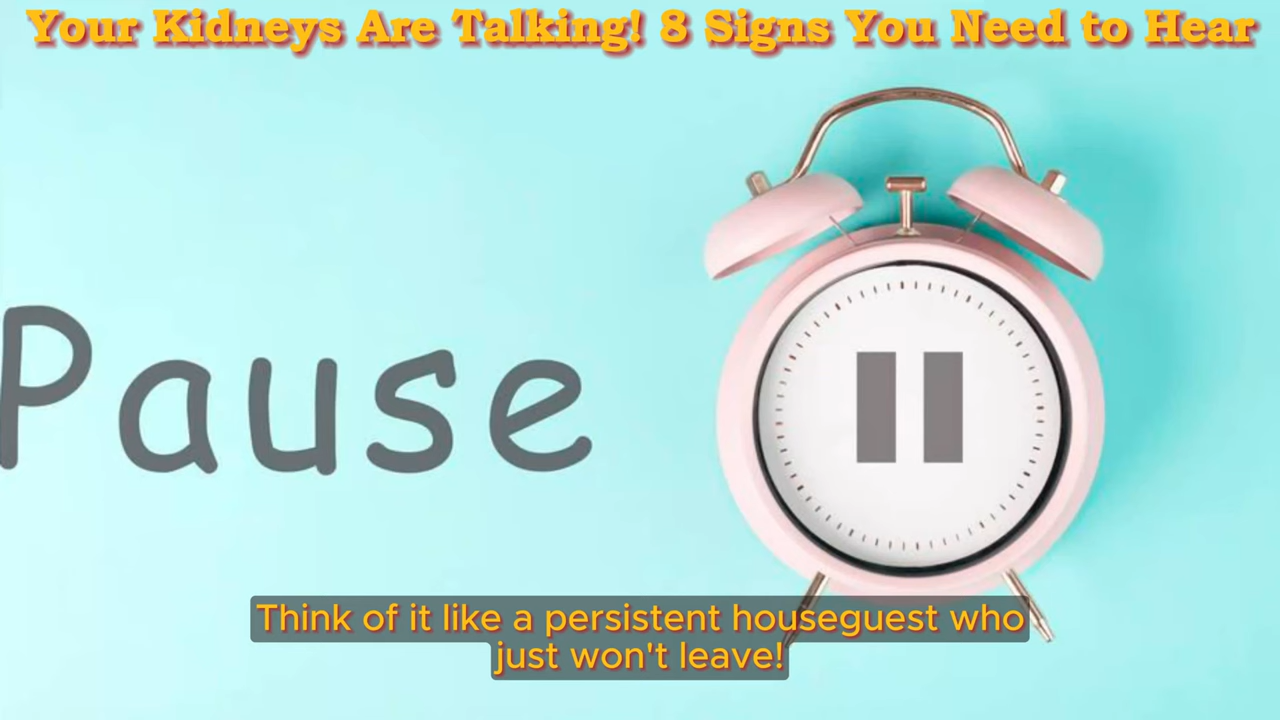 Your Kidneys Are Talking! 8 Signs You Need to Hear
Pause
Think of it like a persistent houseguest who
just won't leave!